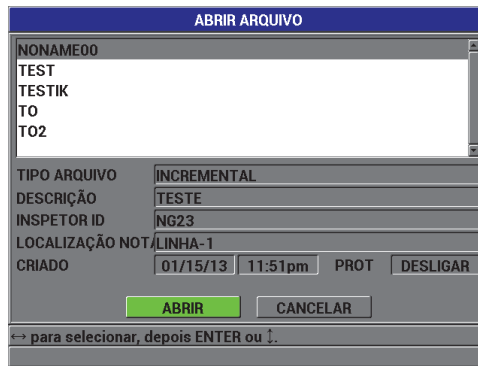 ABRIR ARQUIVO
NONAME00
TEST
TESTIK
TO
TO2
TIPO ARQUIVO INCREMENTAL
DESCRIÇÃO TESTE
INSPETOR ID NG23
LOCALIZAÇÃO NOTA LINHA-1
CRIADO 01/15/13 11:51pm PROT DESLIGAR
ABRIR CANCELAR
↔ para selecionar, depois ENTER ou ↕.